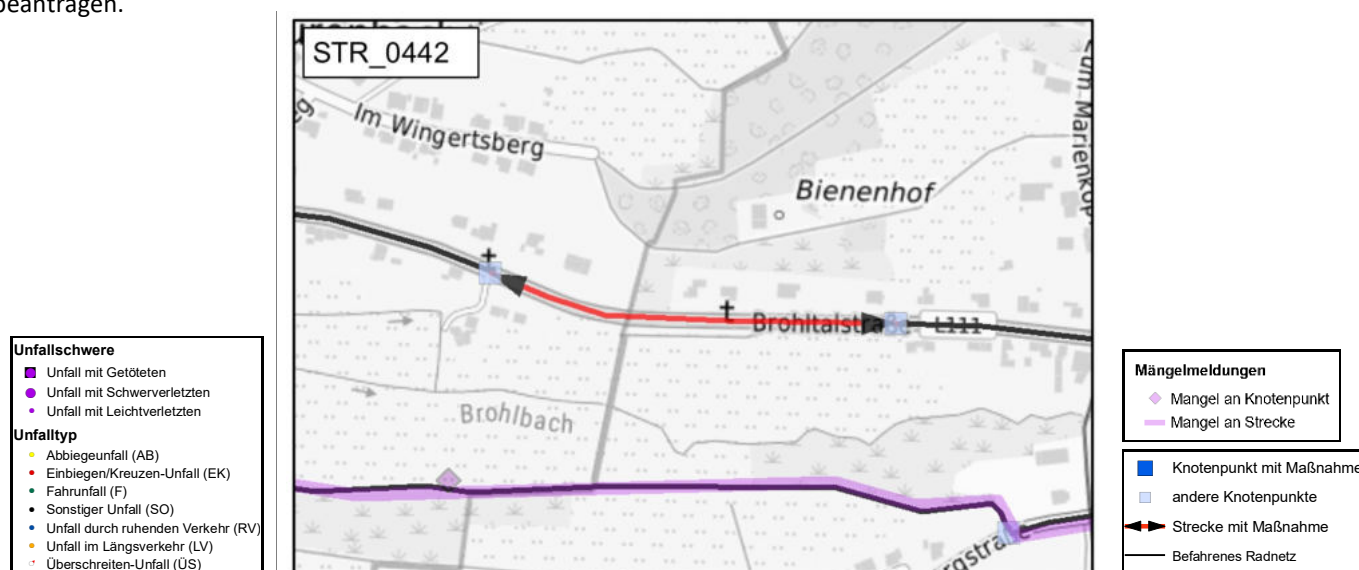 beantragen.
STR_0442
Im Wingertsberg
Zum Marienkop
Bienenhof
Brohltalstraße
L111
Brohlbach
Unfallschwere
Unfall mit Getöteten
Unfall mit Schwerverletzten
Unfall mit Leichtverletzten
Unfalltyp
Abbiegeunfall (AB)
Einbiegen/Kreuzen-Unfall (EK)
Fahrunfall (F)
Sonstiger Unfall (SO)
Unfall durch ruhenden Verkehr (RV)
Unfall im Längsverkehr (LV)
Überschreiten-Unfall (ÜS)
Mängelmeldungen
Mangel an Knotenpunkt
Mangel an Strecke
Knotenpunkt mit Maßnahme
andere Knotenpunkte
Strecke mit Maßnahme
Befahrenes Radnetz